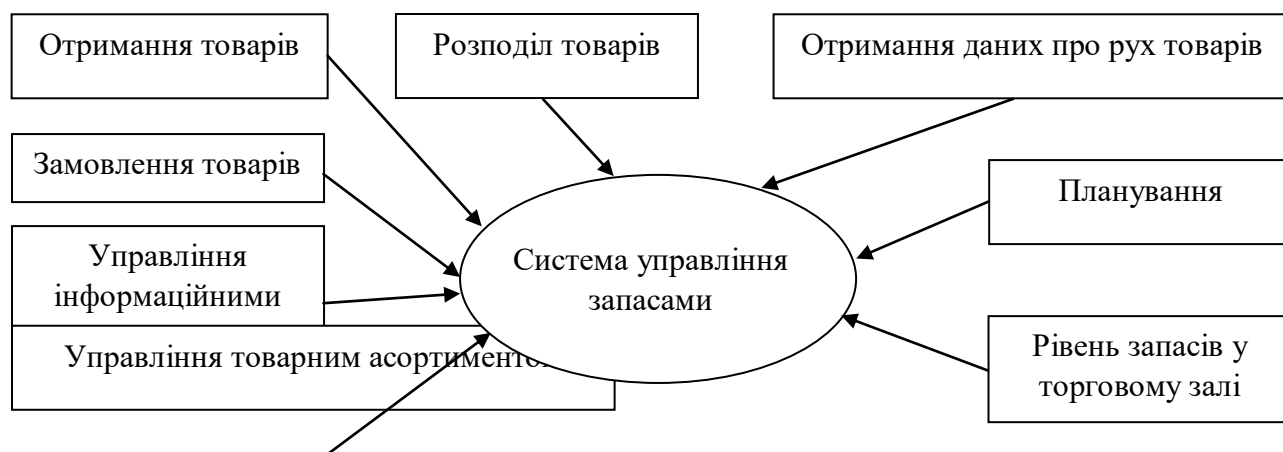 Отримання товарів
Розподіл товарів
Отримання даних про рух товарів
Замовлення товарів
Планування
Управління
інформаційними
Система управління
запасами
Управління товарним асортименто
Рівень запасів у
торговому залі